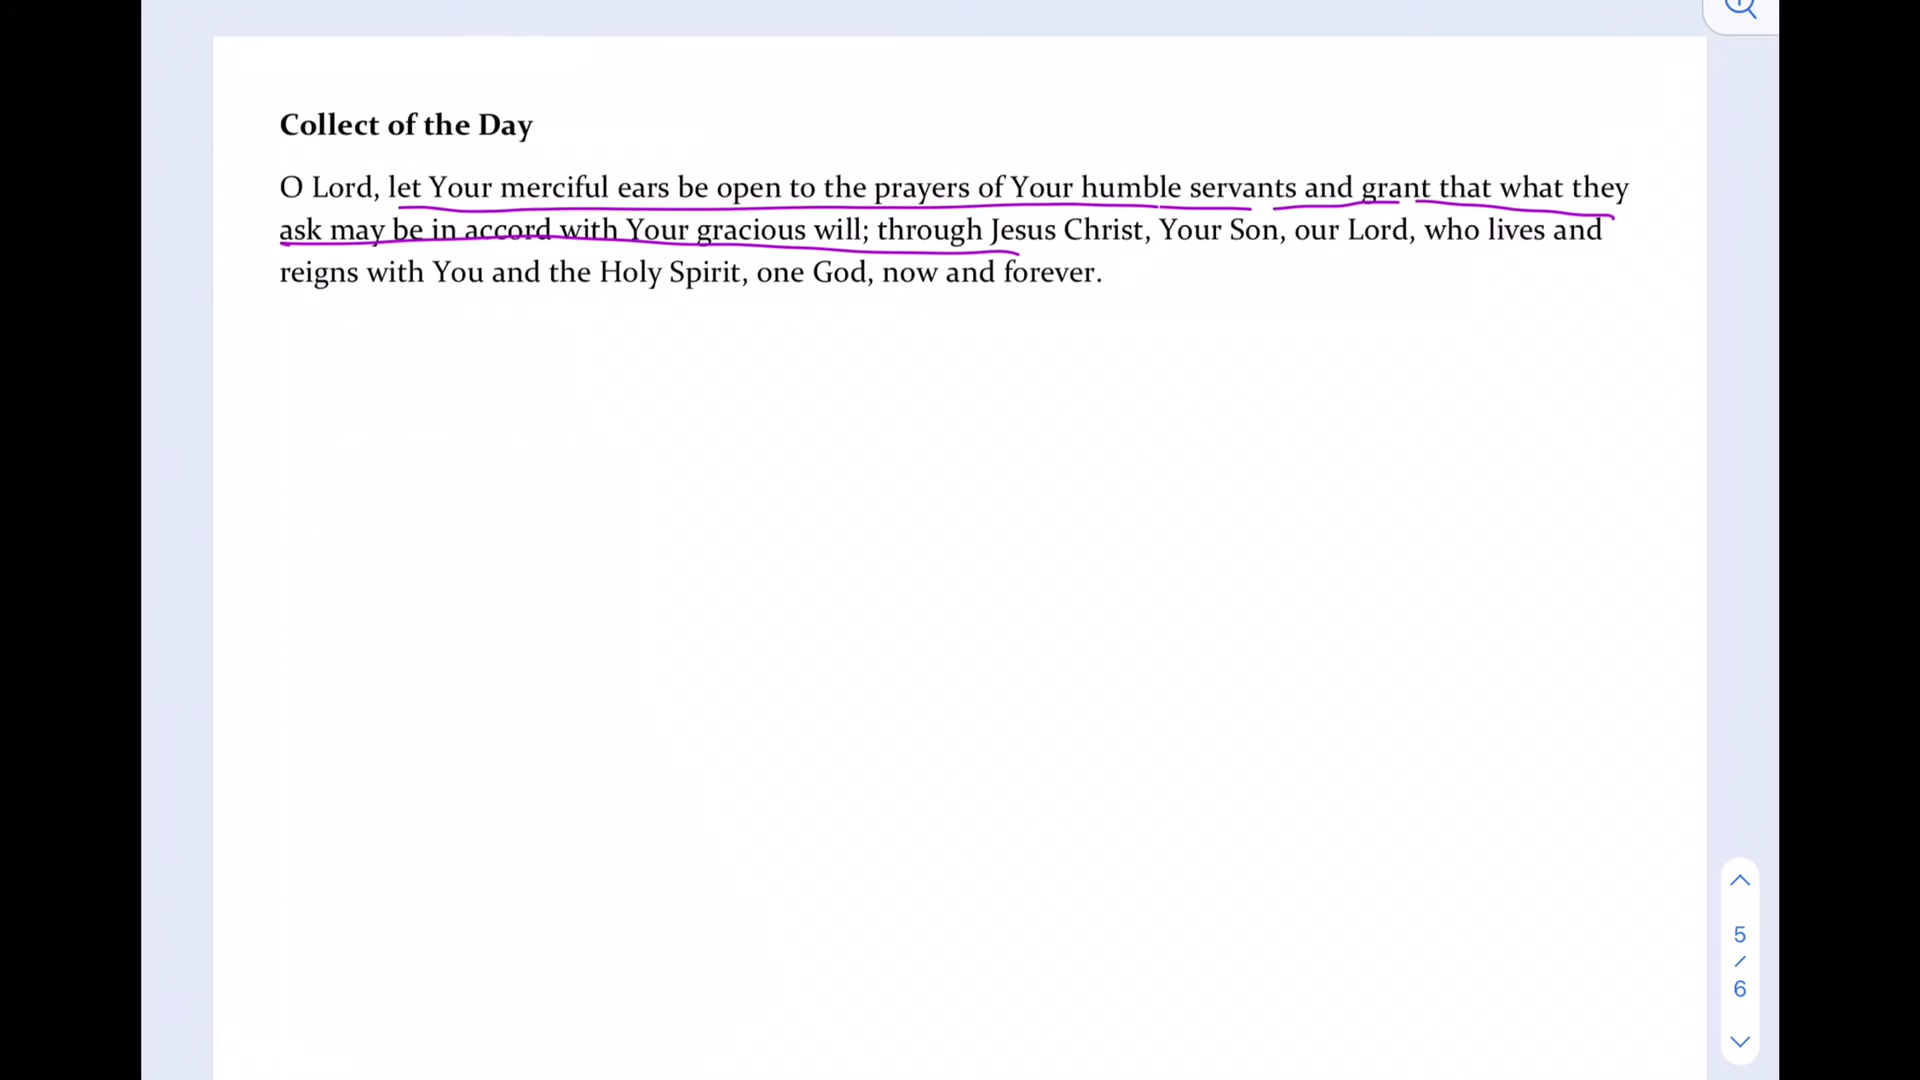 Collect of the Day
O Lord, let Your merciful ears be open to the prayers of Your humble servants and grant that what they
ask may be in accord with Your gracious will; through Jesus Christ, Your Son, our Lord, who lives and
reigns with You and the Holy Spirit, one God, now and forever.
5
/
6